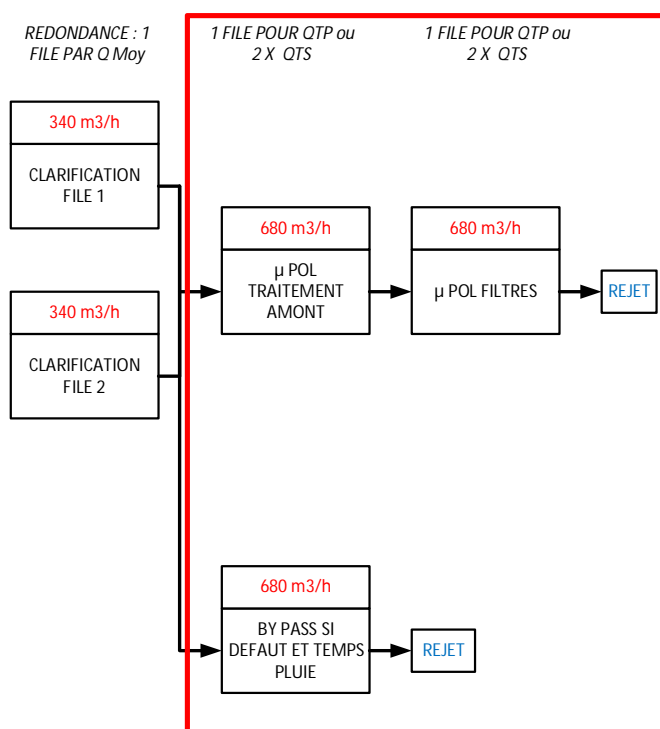 REDONDANCE : 1
FILE PAR Q Moy
1 FILE POUR QTP ou
2 X QTS
1 FILE POUR QTP ou
2 X QTS
340 m3/h
CLARIFICATION
FILE 1
680 m3/h
µ POL
TRAITEMENT
AMONT
680 m3/h
µ POL FILTRES
REJET
340 m3/h
CLARIFICATION
FILE 2
680 m3/h
BY PASS SI
DEFAUT ET TEMPS
PLUIE
REJET